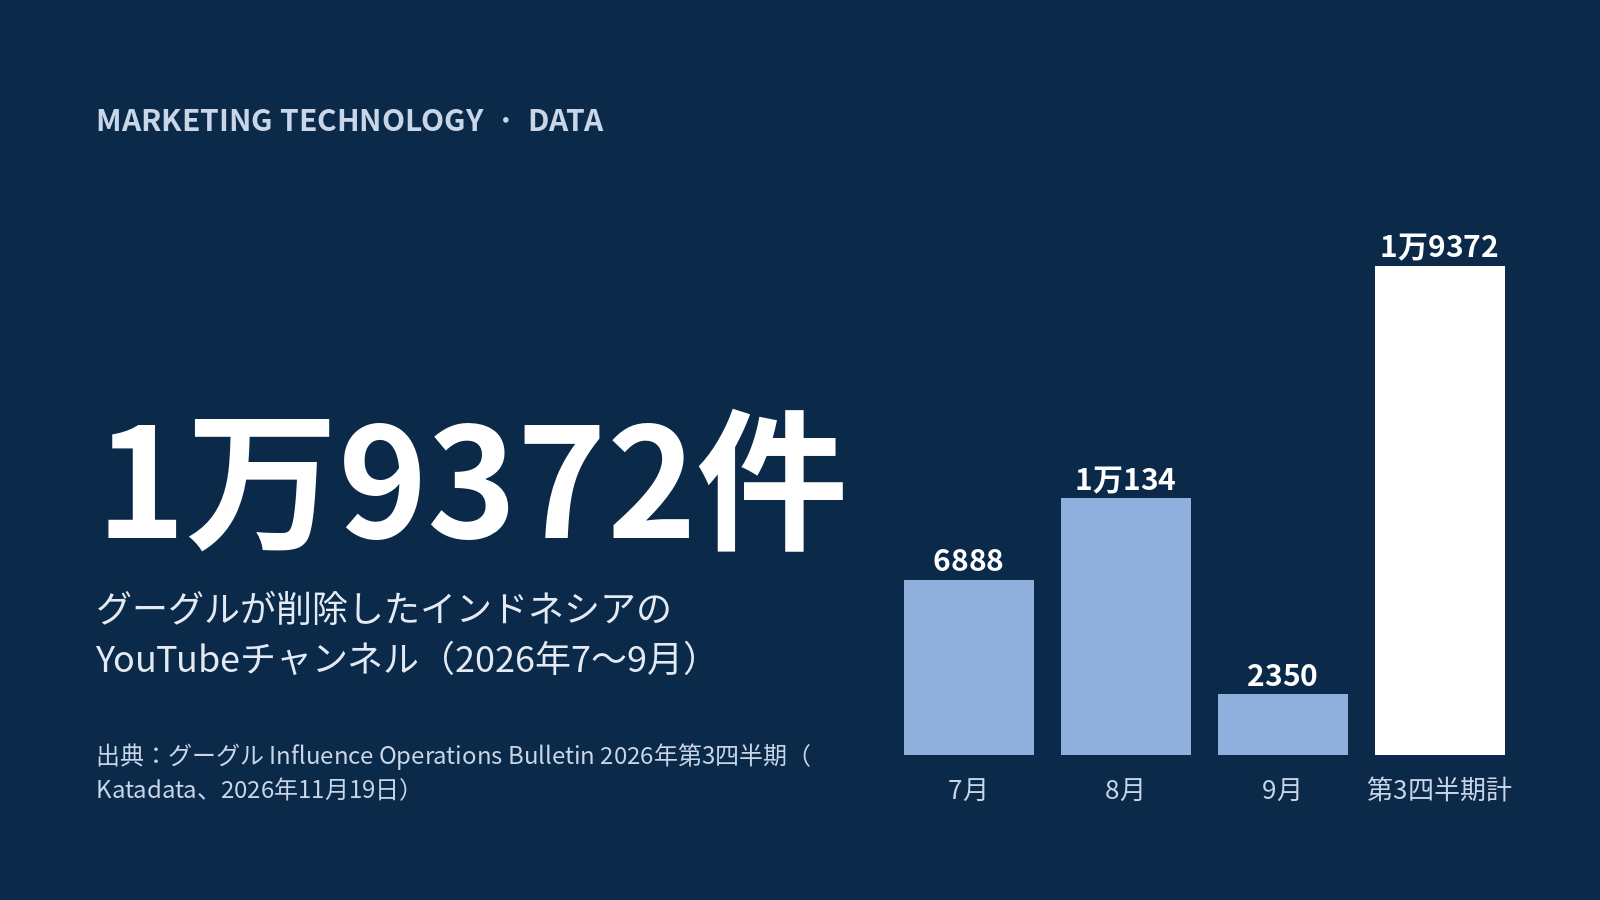 MARKETING TECHNOLOGY · DATA
1万9372件
グーグルが削除したインドネシアの
YouTubeチャンネル（2026年7〜9月）
出典：グーグル Influence Operations Bulletin 2026年第3四半期（
Katadata、2026年11月19日）
6888
1万134
2350
1万9372
7月
8月
9月
第3四半期計